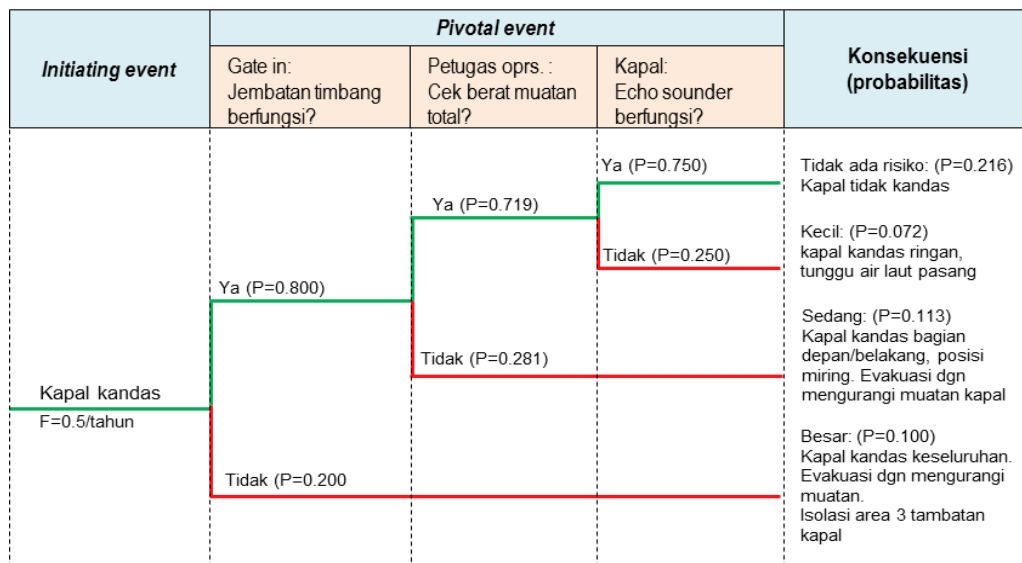 Initiating event
Pivotal event
Konsekuensi
(probabilitas)
Gate in:
Jembatan timbang
berfungsi?
Petugas oprs. :
Cek berat muatan
total?
Kapal:
Echo sounder
berfungsi?
Ya (P=0.750)
Tidak ada risiko: (P=0.216)
Kapal tidak kandas
Ya (P=0.719)
Kecil: (P=0.072)
kapal kandas ringan,
tunggu air laut pasang
Tidak (P=0.250)
Ya (P=0.800)
Sedang: (P=0.113)
Kapal kandas bagian
depan/belakang, posisi
miring. Evakuasi dgn
mengurangi muatan kapal
Tidak (P=0.281)
Kapal kandas
F=0.5/tahun
Besar: (P=0.100)
Kapal kandas keseluruhan.
Evakuasi dgn mengurangi
muatan.
Isolasi area 3 tambatan
kapal
Tidak (P=0.200